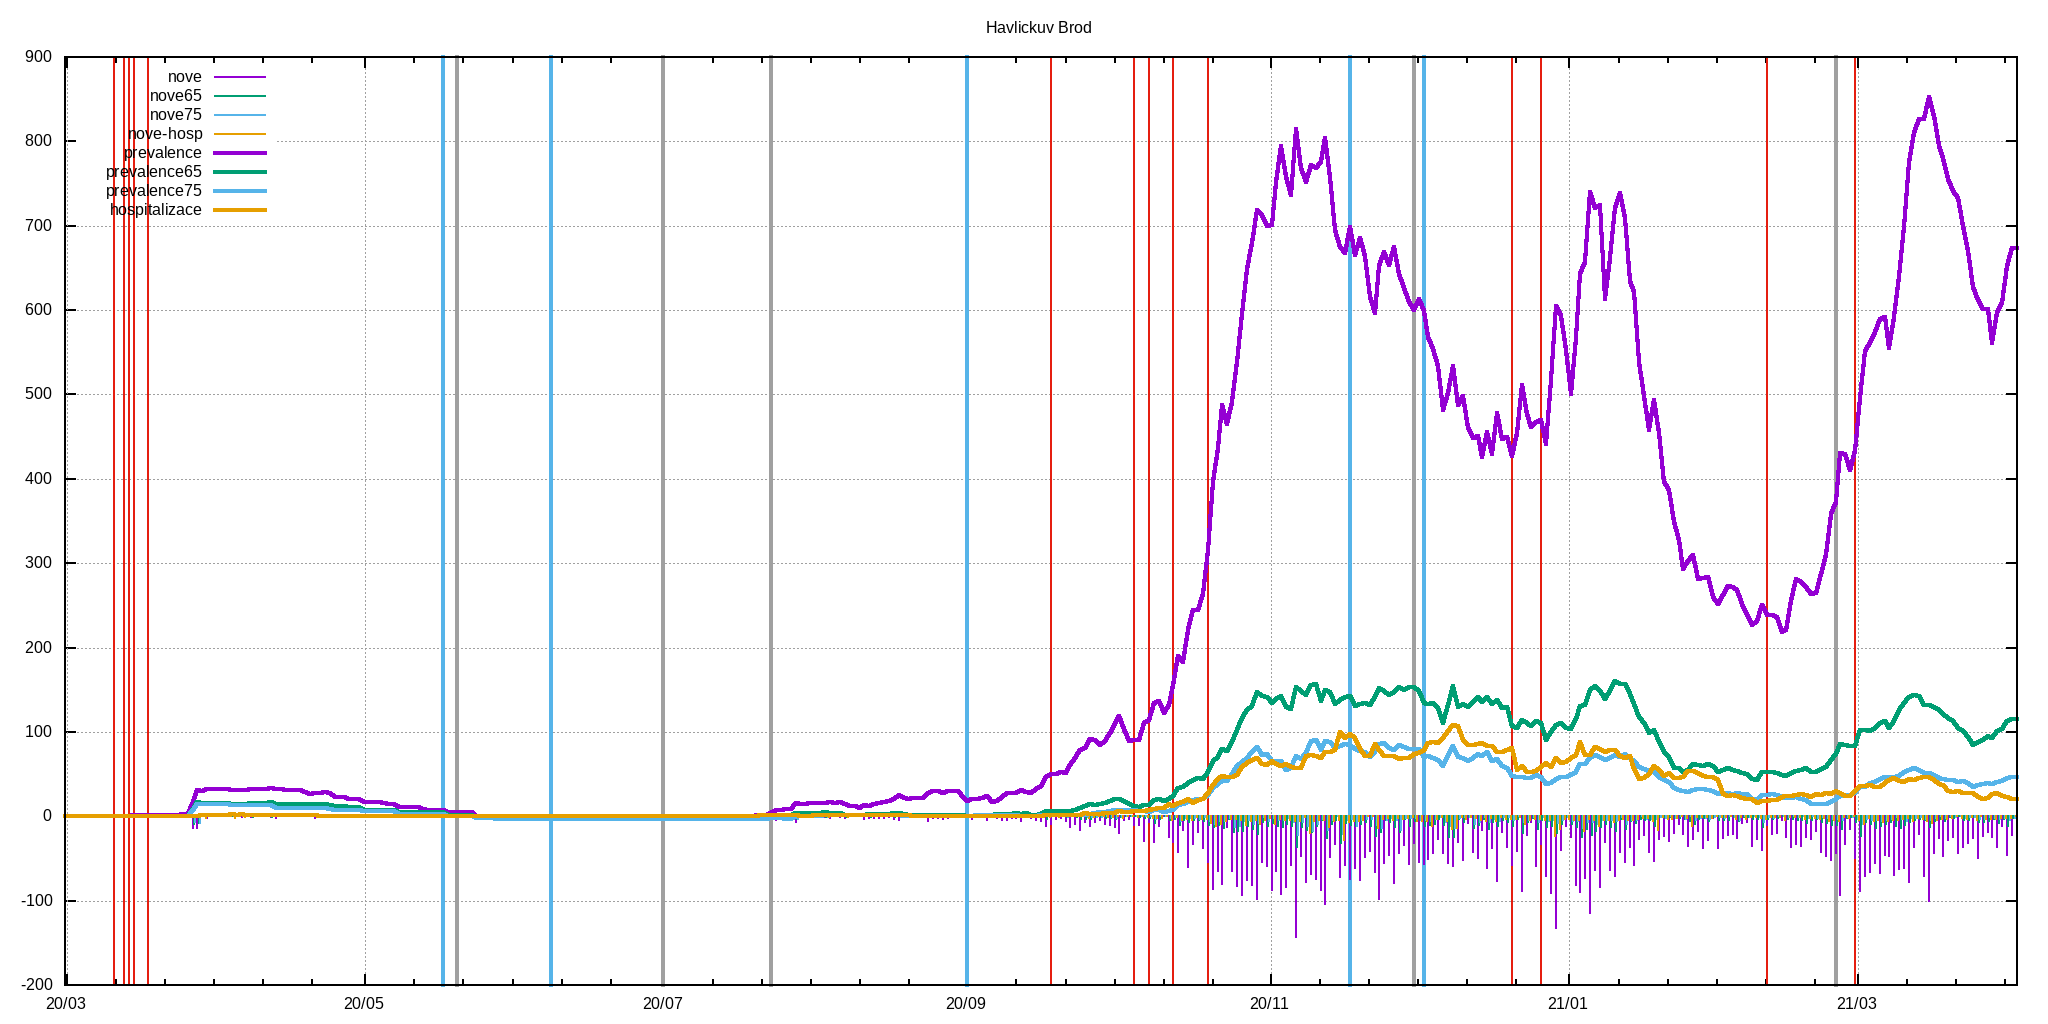 Havlickuv Brod
900
800
700
600
500
400
300
200
100
0
-100
-200
nove
nove65
nove75
nove-hosp
prevalence
prevalence65
prevalence75
hospitalizace
20/03 20/05 20/07 20/09 20/11 21/01 21/03